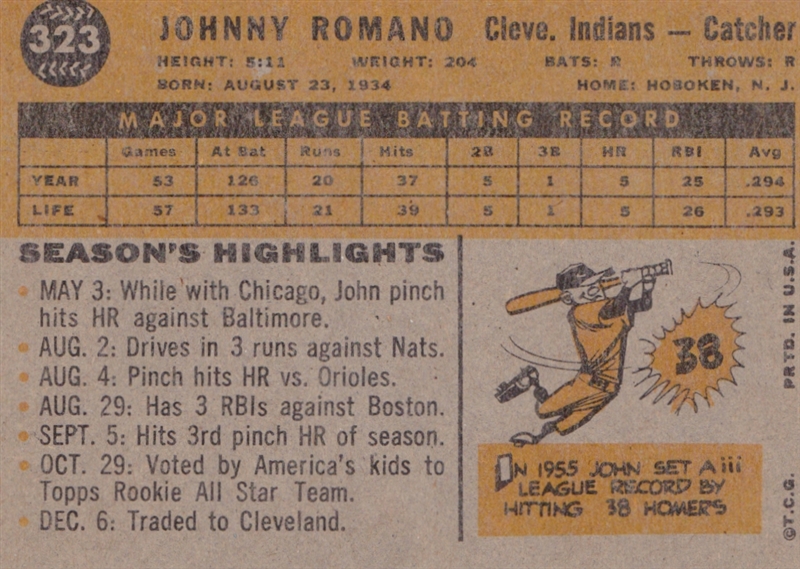 323
JOHNNY ROMANO Cleve. Indians — Catcher
HEIGHT: 5:11 WEIGHT: 204 BATS: R THROWS: R
BORN: AUGUST 23, 1934 HOME: HOBOKEN, N. J.
MAJOR LEAGUE BATTING RECORD
Games At Bat Runs Hits 2B 3B HR RBI Avg
YEAR 53 126 20 37 5 1 5 25 .294
LIFE 57 133 21 39 5 1 5 26 .293
SEASON'S HIGHLIGHTS
• MAY 3: While with Chicago, John pinch
hits HR against Baltimore.
• AUG. 2: Drives in 3 runs against Nats.
• AUG. 4: Pinch hits HR vs. Orioles.
• AUG. 29: Has 3 RBIs against Boston.
• SEPT. 5: Hits 3rd pinch HR of season.
• OCT. 29: Voted by America's kids to
Topps Rookie All Star Team.
• DEC. 6: Traded to Cleveland.
38
IN 1955 JOHN SET A iii
LEAGUE RECORD BY
HITTING 38 HOMERS
©T.C.G. PRTD. IN U.S.A.